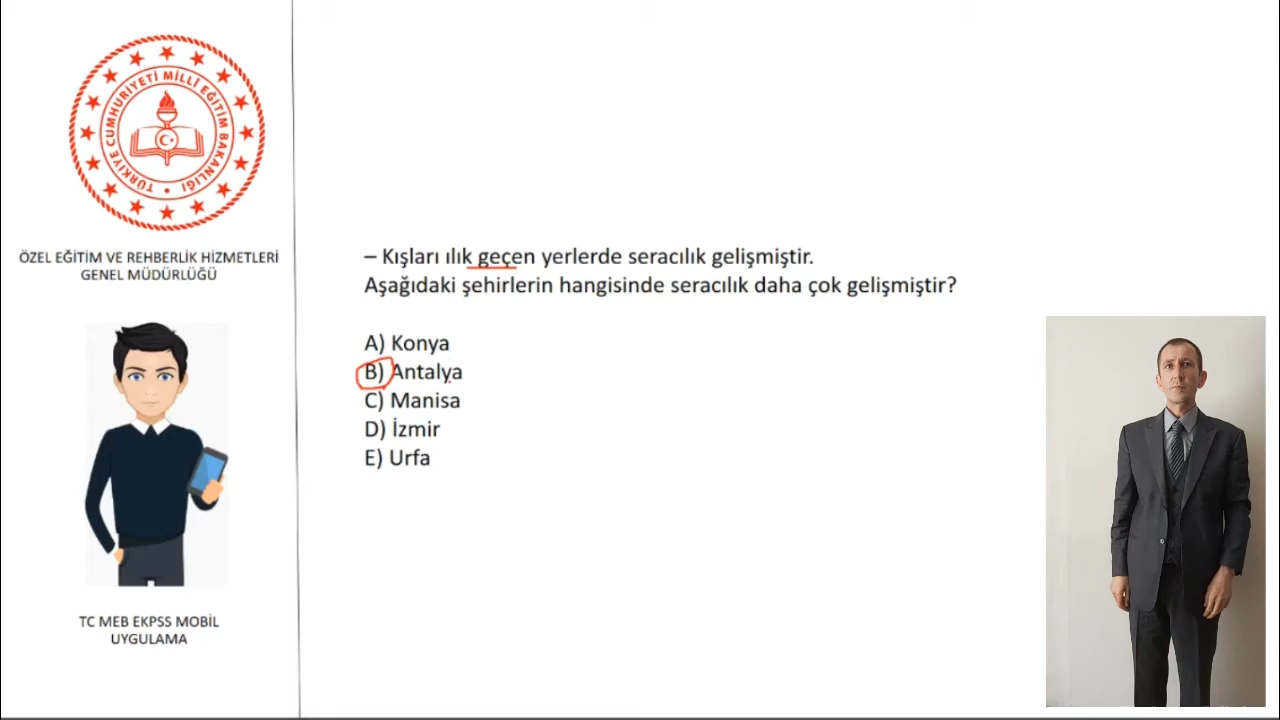 TÜRKİYE CUMHURİYETİ MİLLİ EĞİTİM BAKANLIĞI
ÖZEL EĞİTİM VE REHBERLİK HİZMETLERİ
GENEL MÜDÜRLÜĞÜ
TC MEB EKPSS MOBİL
UYGULAMA
– Kışları ılık geçen yerlerde seracılık gelişmiştir.
Aşağıdaki şehirlerin hangisinde seracılık daha çok gelişmiştir?
A) Konya
B) Antalya
C) Manisa
D) İzmir
E) Urfa